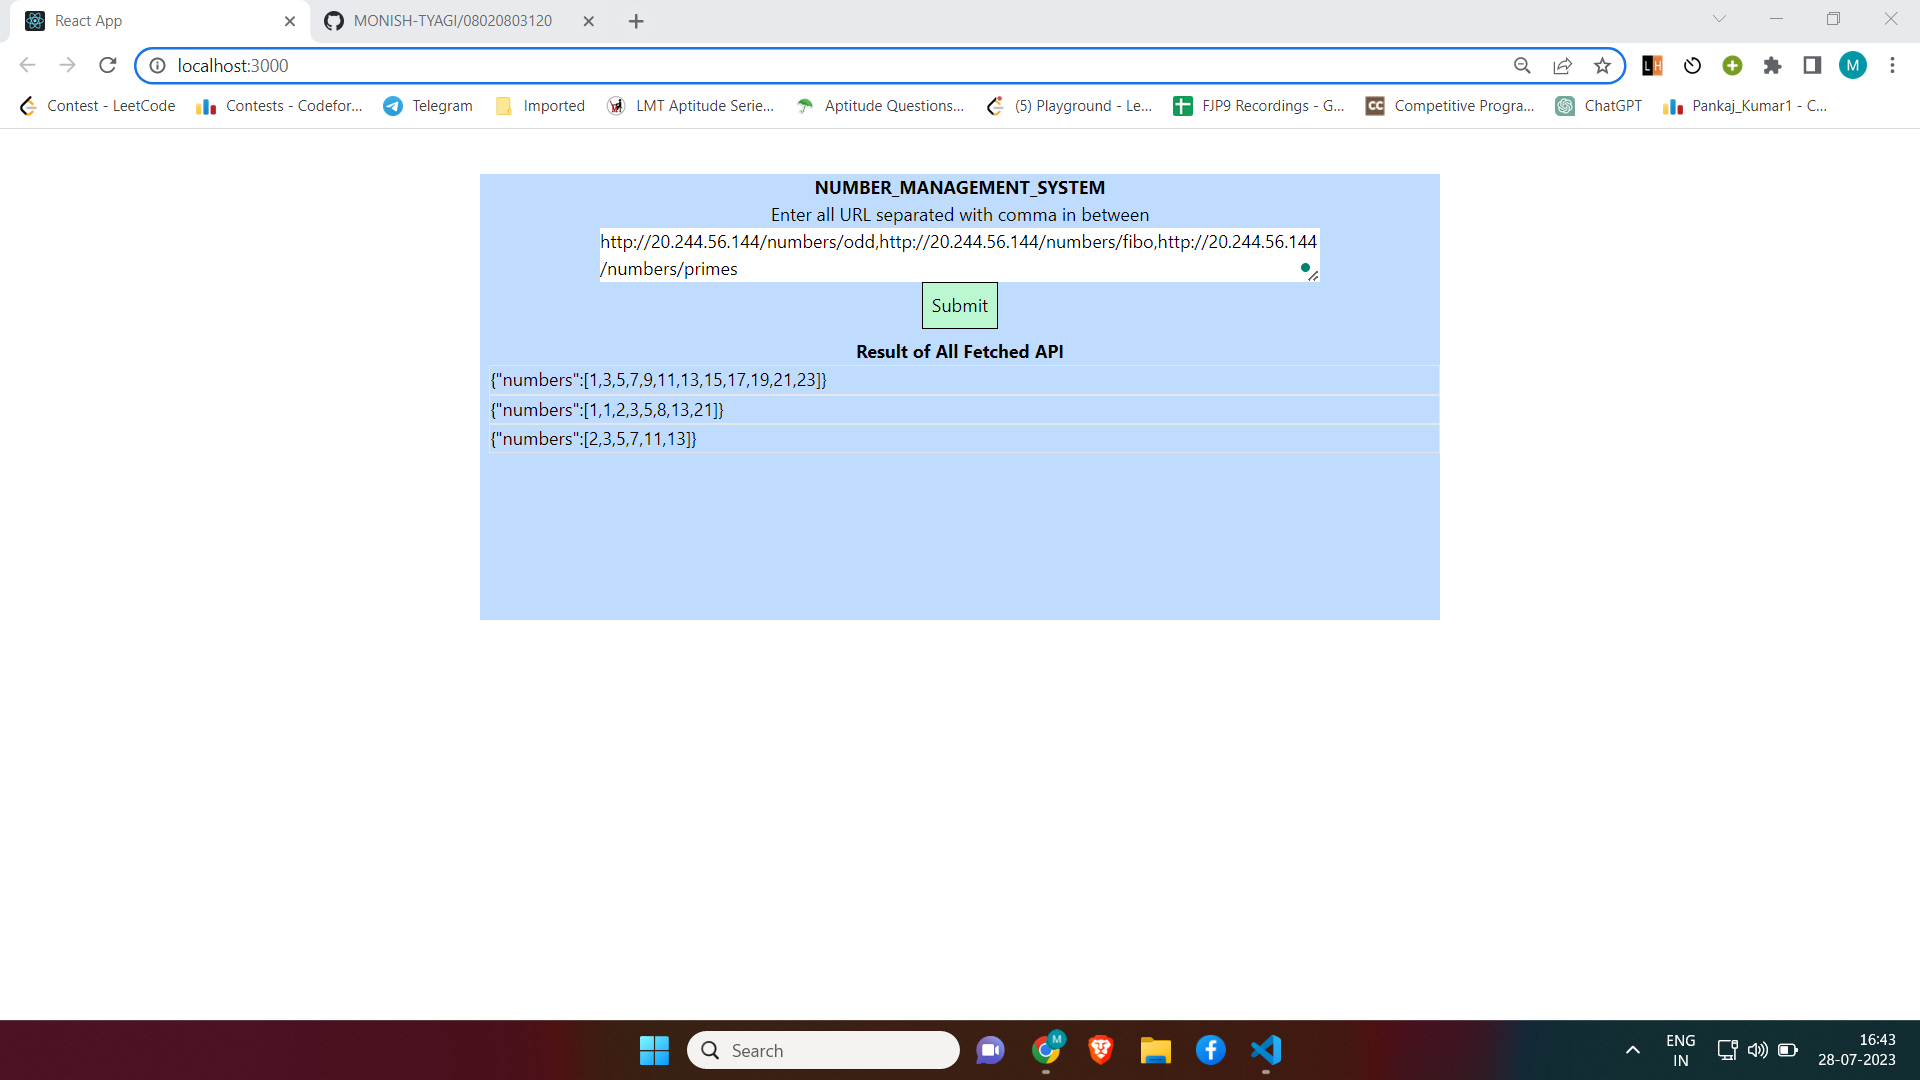 React App
MONISH-TYAGI/08020803120
localhost:3000
M
Contest - LeetCode
Contests - Codefor...
Telegram
Imported
LMT Aptitude Serie...
Aptitude Questions...
(5) Playground - Le...
FJP9 Recordings - G...
CC
Competitive Progra...
ChatGPT
Pankaj_Kumar1 - C...
NUMBER_MANAGEMENT_SYSTEM
Enter all URL separated with comma in between
http://20.244.56.144/numbers/odd,http://20.244.56.144/numbers/fibo,http://20.244.56.144
/numbers/primes
Submit
Result of All Fetched API
{"numbers":[1,3,5,7,9,11,13,15,17,19,21,23]}
{"numbers":[1,1,2,3,5,8,13,21]}
{"numbers":[2,3,5,7,11,13]}
Search
M
ENG
IN
16:43
28-07-2023